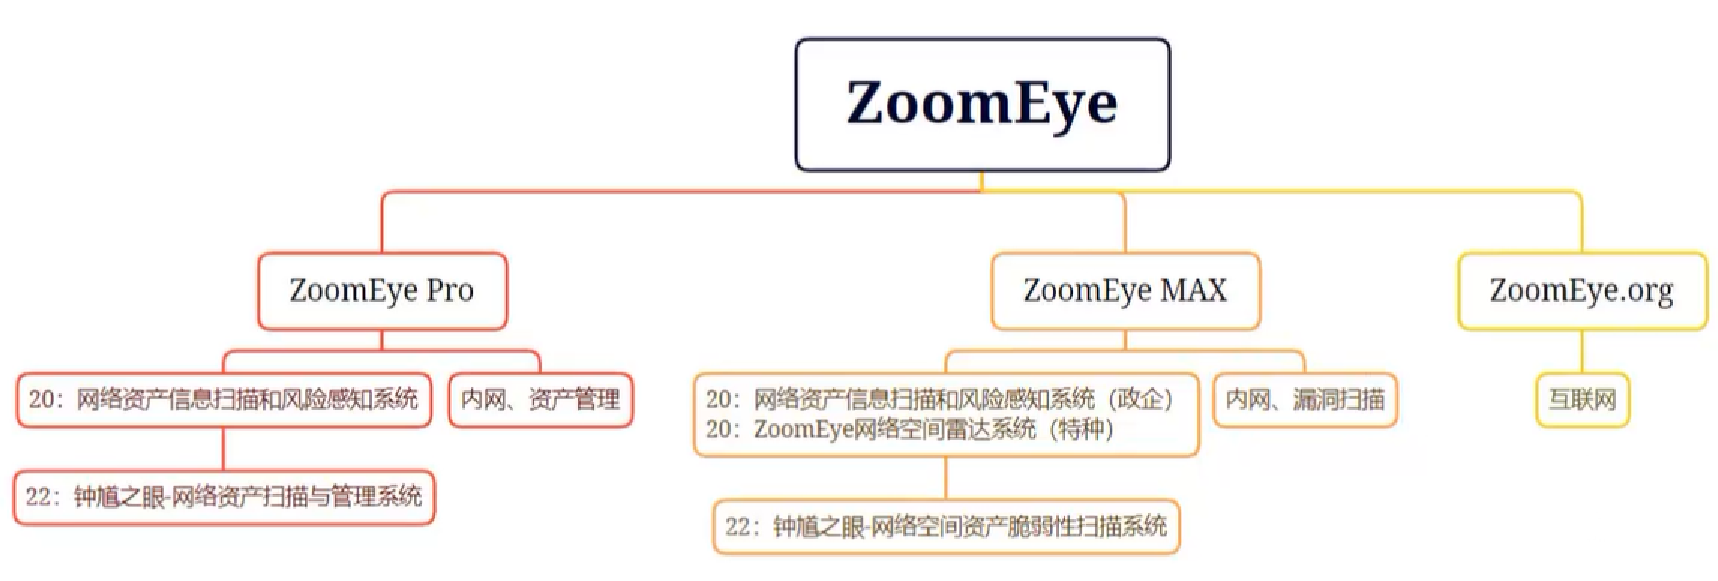 ZoomEye
ZoomEye Pro
ZoomEye MAX
ZoomEye.org
20：网络资产信息扫描和风险感知系统
内网、资产管理
20：网络资产信息扫描和风险感知系统（政企）
20：ZoomEye网络空间雷达系统（特种）
内网、漏洞扫描
互联网
22：钟馗之眼-网络资产扫描与管理系统
22：钟馗之眼-网络空间资产脆弱性扫描系统